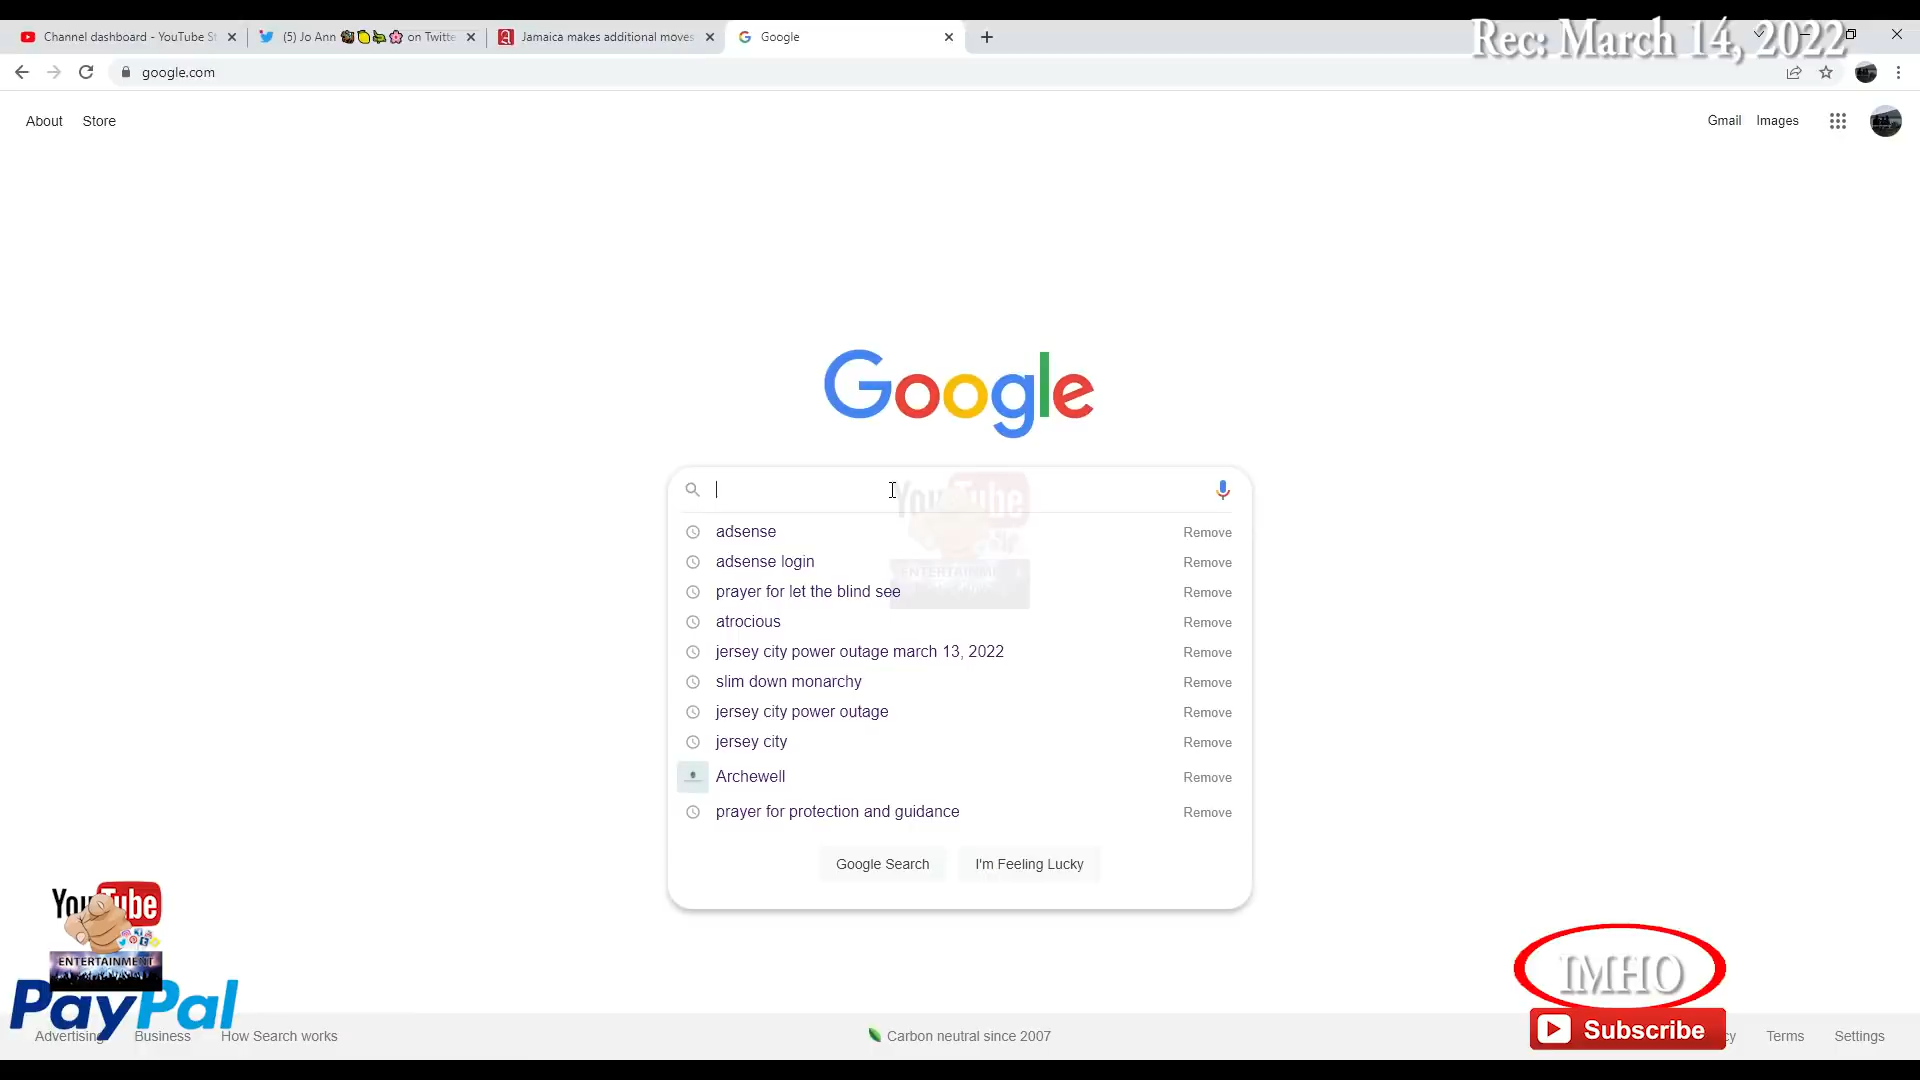 Channel dashboard - YouTube St
(5) Jo Ann on Twitte
Jamaica makes additional moves
Google
Rec: March 14, 2022
google.com
About Store
Gmail Images
Google
adsense Remove
adsense login Remove
prayer for let the blind see Remove
atrocious Remove
jersey city power outage march 13, 2022 Remove
slim down monarchy Remove
jersey city power outage Remove
jersey city Remove
Archewell Remove
prayer for protection and guidance Remove
Google Search I'm Feeling Lucky
YouTube
ENTERTAINMENT
YouTube
ENTERTAINMENT
PayPal
IMHO
Subscribe
Advertising Business How Search works
Carbon neutral since 2007
cy Terms Settings